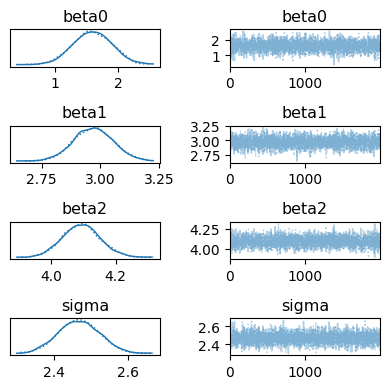 beta0 beta0
2
1
1 2 0 1000
beta1 beta1
3.25
3.00
2.75
2.75 3.00 3.25 0 1000
beta2 beta2
4.25
4.00
4.0 4.2 0 1000
sigma sigma
2.6
2.4
2.4 2.6 0 1000